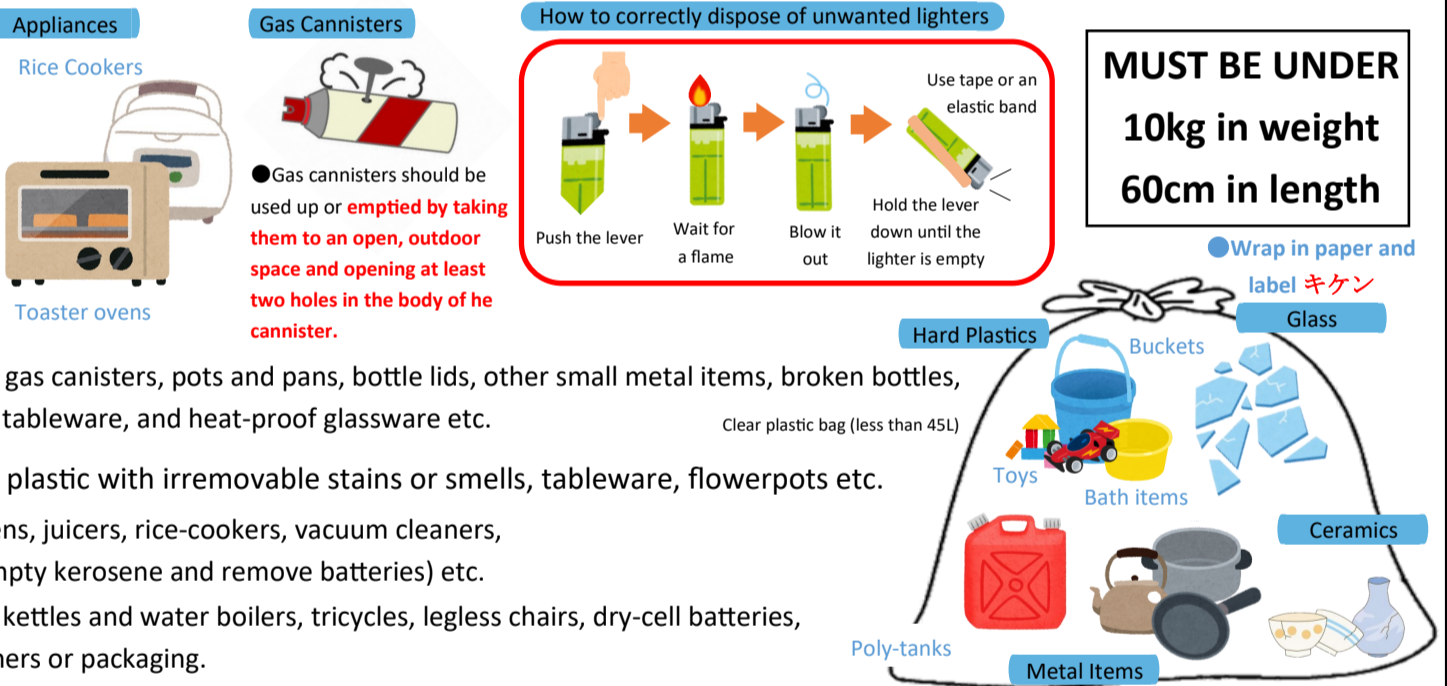 Appliances
Rice Cookers
Toaster ovens
Gas Cannisters
●Gas cannisters should be
used up or emptied by taking
them to an open, outdoor
space and opening at least
two holes in the body of he
cannister.
How to correctly dispose of unwanted lighters
Push the lever
Wait for
a flame
Blow it
out
Use tape or an
elastic band
Hold the lever
down until the
lighter is empty
MUST BE UNDER
10kg in weight
60cm in length
●Wrap in paper and
label キケン
Glass
Hard Plastics
Buckets
Toys
Bath items
Ceramics
Poly-tanks
Metal Items
gas canisters, pots and pans, bottle lids, other small metal items, broken bottles,
tableware, and heat-proof glassware etc.
Clear plastic bag (less than 45L)
plastic with irremovable stains or smells, tableware, flowerpots etc.
ens, juicers, rice-cookers, vacuum cleaners,
mpty kerosene and remove batteries) etc.
kettles and water boilers, tricycles, legless chairs, dry-cell batteries,
ners or packaging.